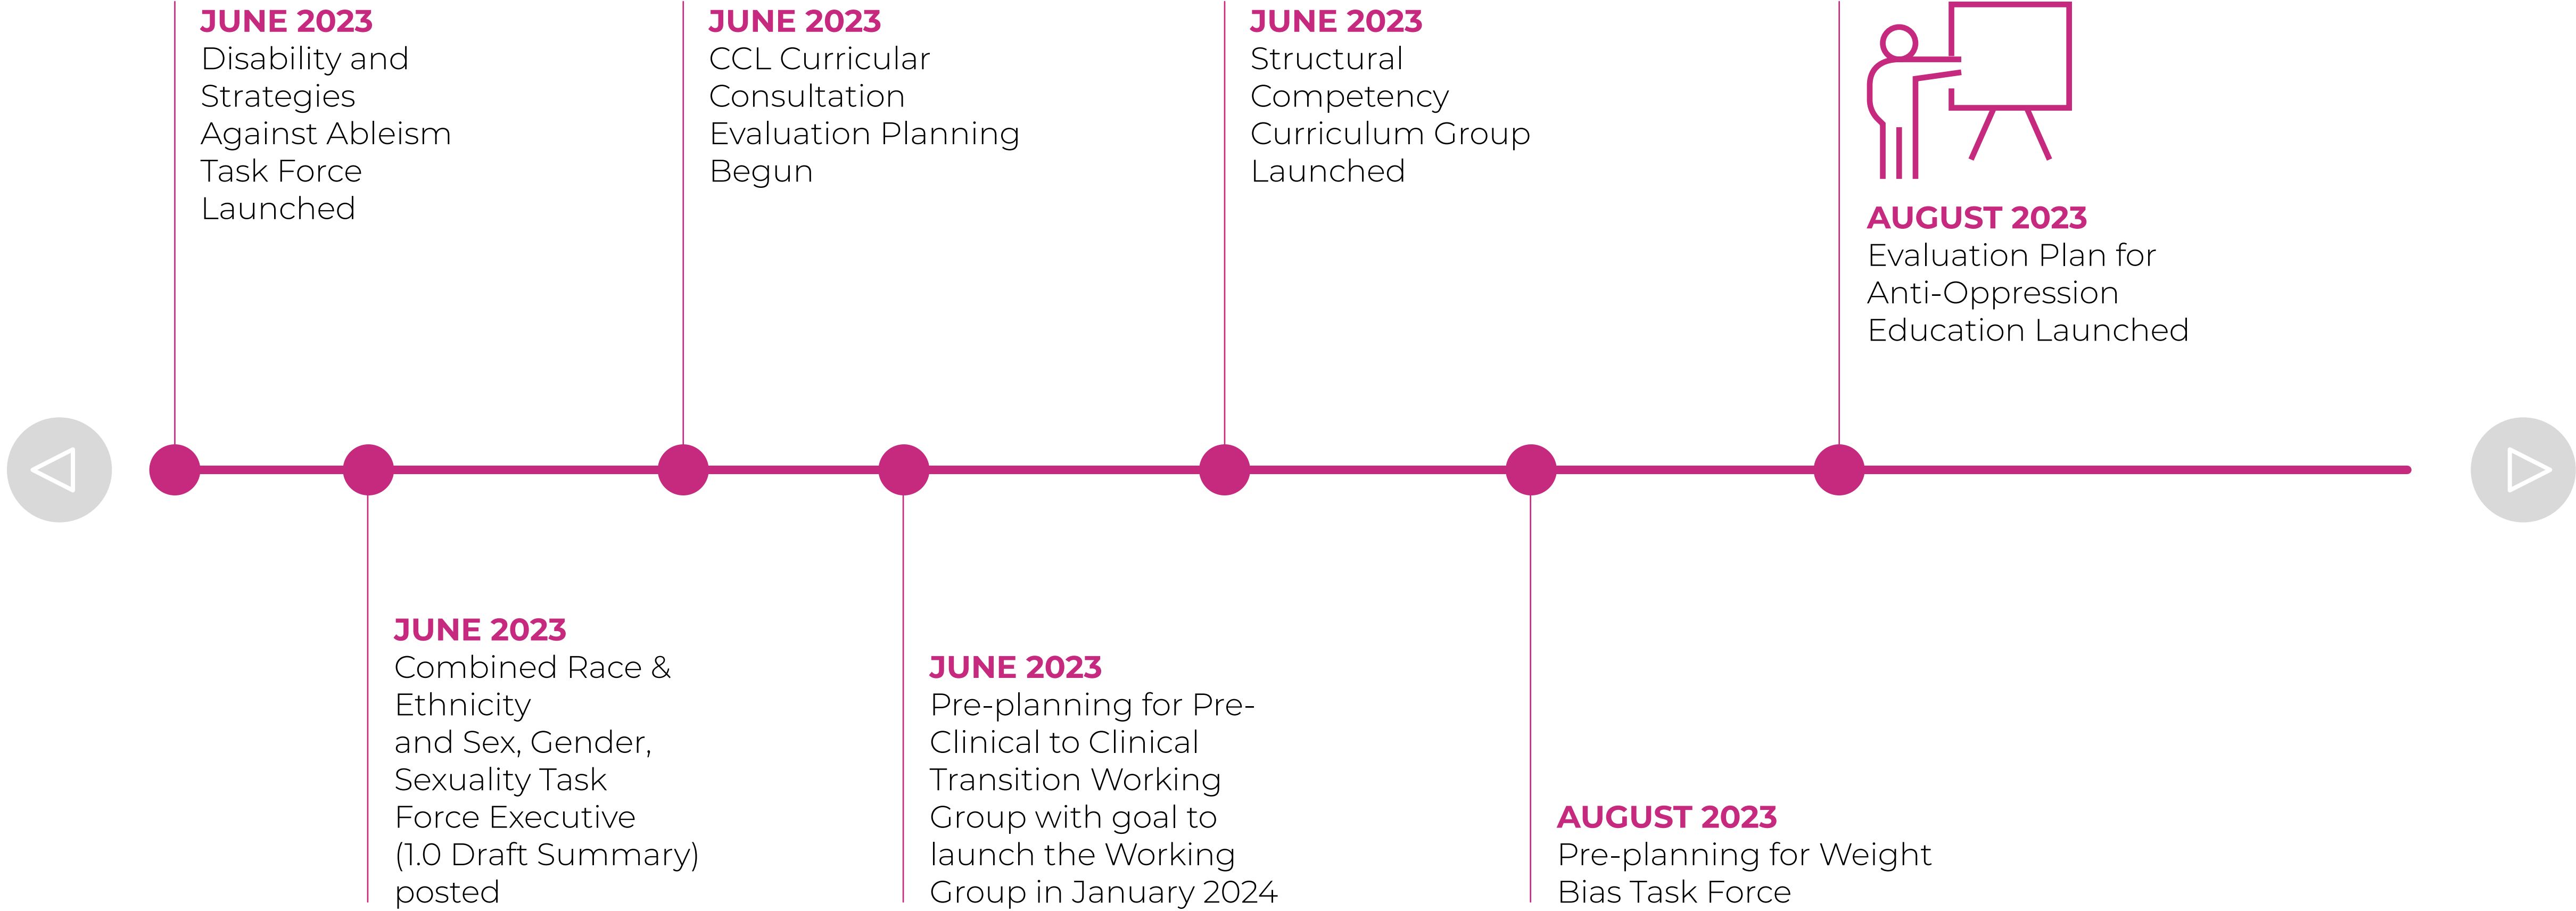 JUNE 2023
Disability and
Strategies
Against Ableism
Task Force
Launched
JUNE 2023
Combined Race &
Ethnicity
and Sex, Gender,
Sexuality Task
Force Executive
(1.0 Draft Summary)
posted
JUNE 2023
CCL Curricular
Consultation
Evaluation Planning
Begun
JUNE 2023
Pre-planning for Pre-
Clinical to Clinical
Transition Working
Group with goal to
launch the Working
Group in January 2024
JUNE 2023
Structural
Competency
Curriculum Group
Launched
AUGUST 2023
Pre-planning for Weight
Bias Task Force
AUGUST 2023
Evaluation Plan for
Anti-Oppression
Education Launched